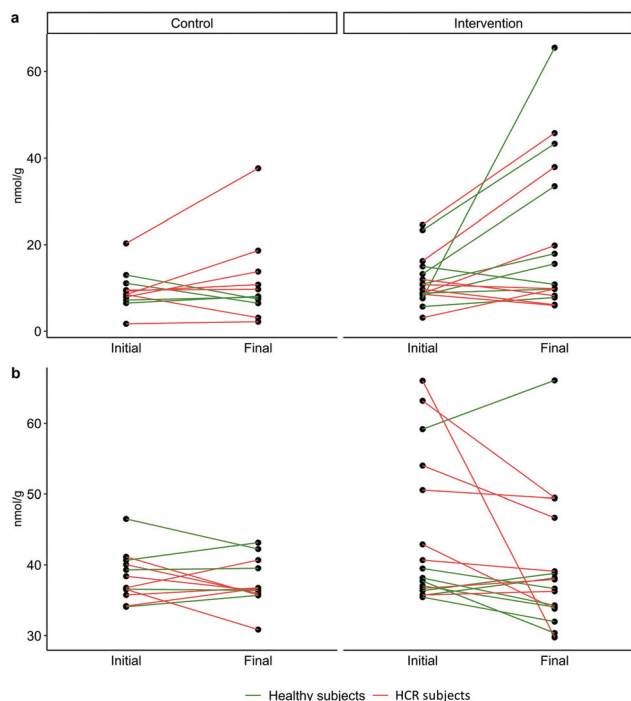 a
Control
Intervention
nmol/g
60
40
20
0
Initial
Final
Initial
Final
b
nmol/g
60
50
40
30
Initial
Final
Initial
Final
Healthy subjects
HCR subjects